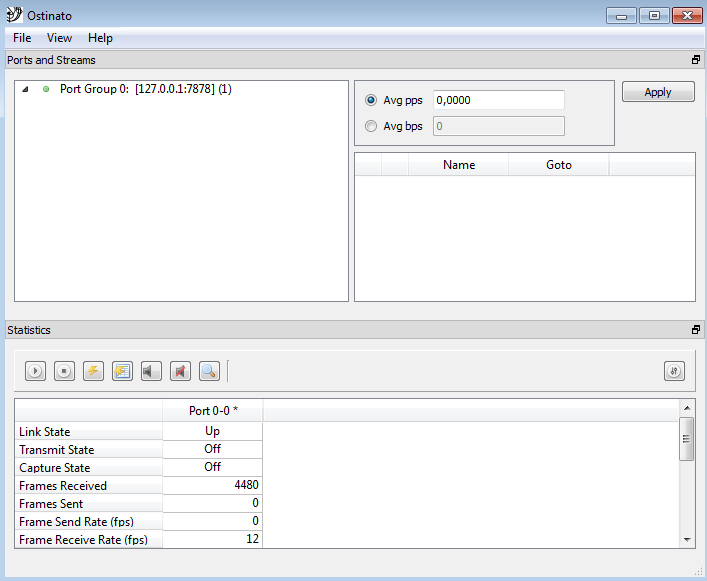 Ostinato
File View Help
Ports and Streams
Port Group 0: [127.0.0.1:7878] (1)
Avg pps 0,0000
Apply
Avg bps 0
Name Goto
Statistics
Port 0-0 *
Link State Up
Transmit State Off
Capture State Off
Frames Received 4480
Frames Sent 0
Frame Send Rate (fps) 0
Frame Receive Rate (fps) 12